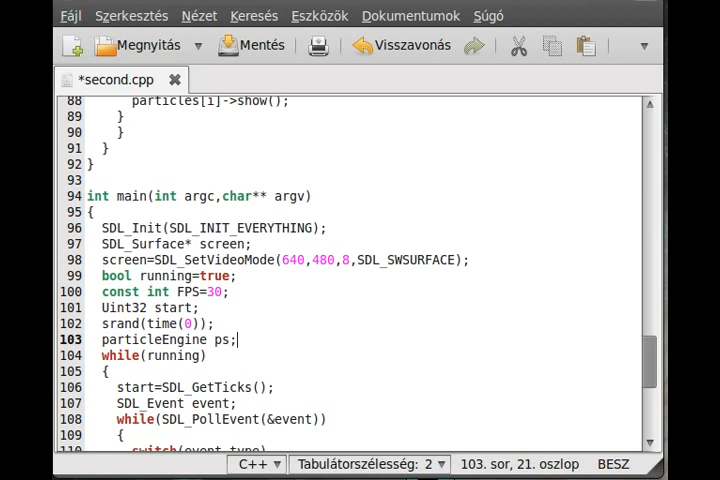 Fájl Szerkesztés Nézet Keresés Eszközök Dokumentumok Súgó
Megnyitás Mentés Visszavonás
*second.cpp
88 particles[i]->show();
89 }
90 }
91 }
92 }
93
94 int main(int argc,char** argv)
95 {
96 SDL_Init(SDL_INIT_EVERYTHING);
97 SDL_Surface* screen;
98 screen=SDL_SetVideoMode(640,480,8,SDL_SWSURFACE);
99 bool running=true;
100 const int FPS=30;
101 Uint32 start;
102 srand(time(0));
103 particleEngine ps;
104 while(running)
105 {
106 start=SDL_GetTicks();
107 SDL_Event event;
108 while(SDL_PollEvent(&event))
109 {
110 switch(event.type)
C++ Tabulátorszélesség: 2 103. sor, 21. oszlop BESZ